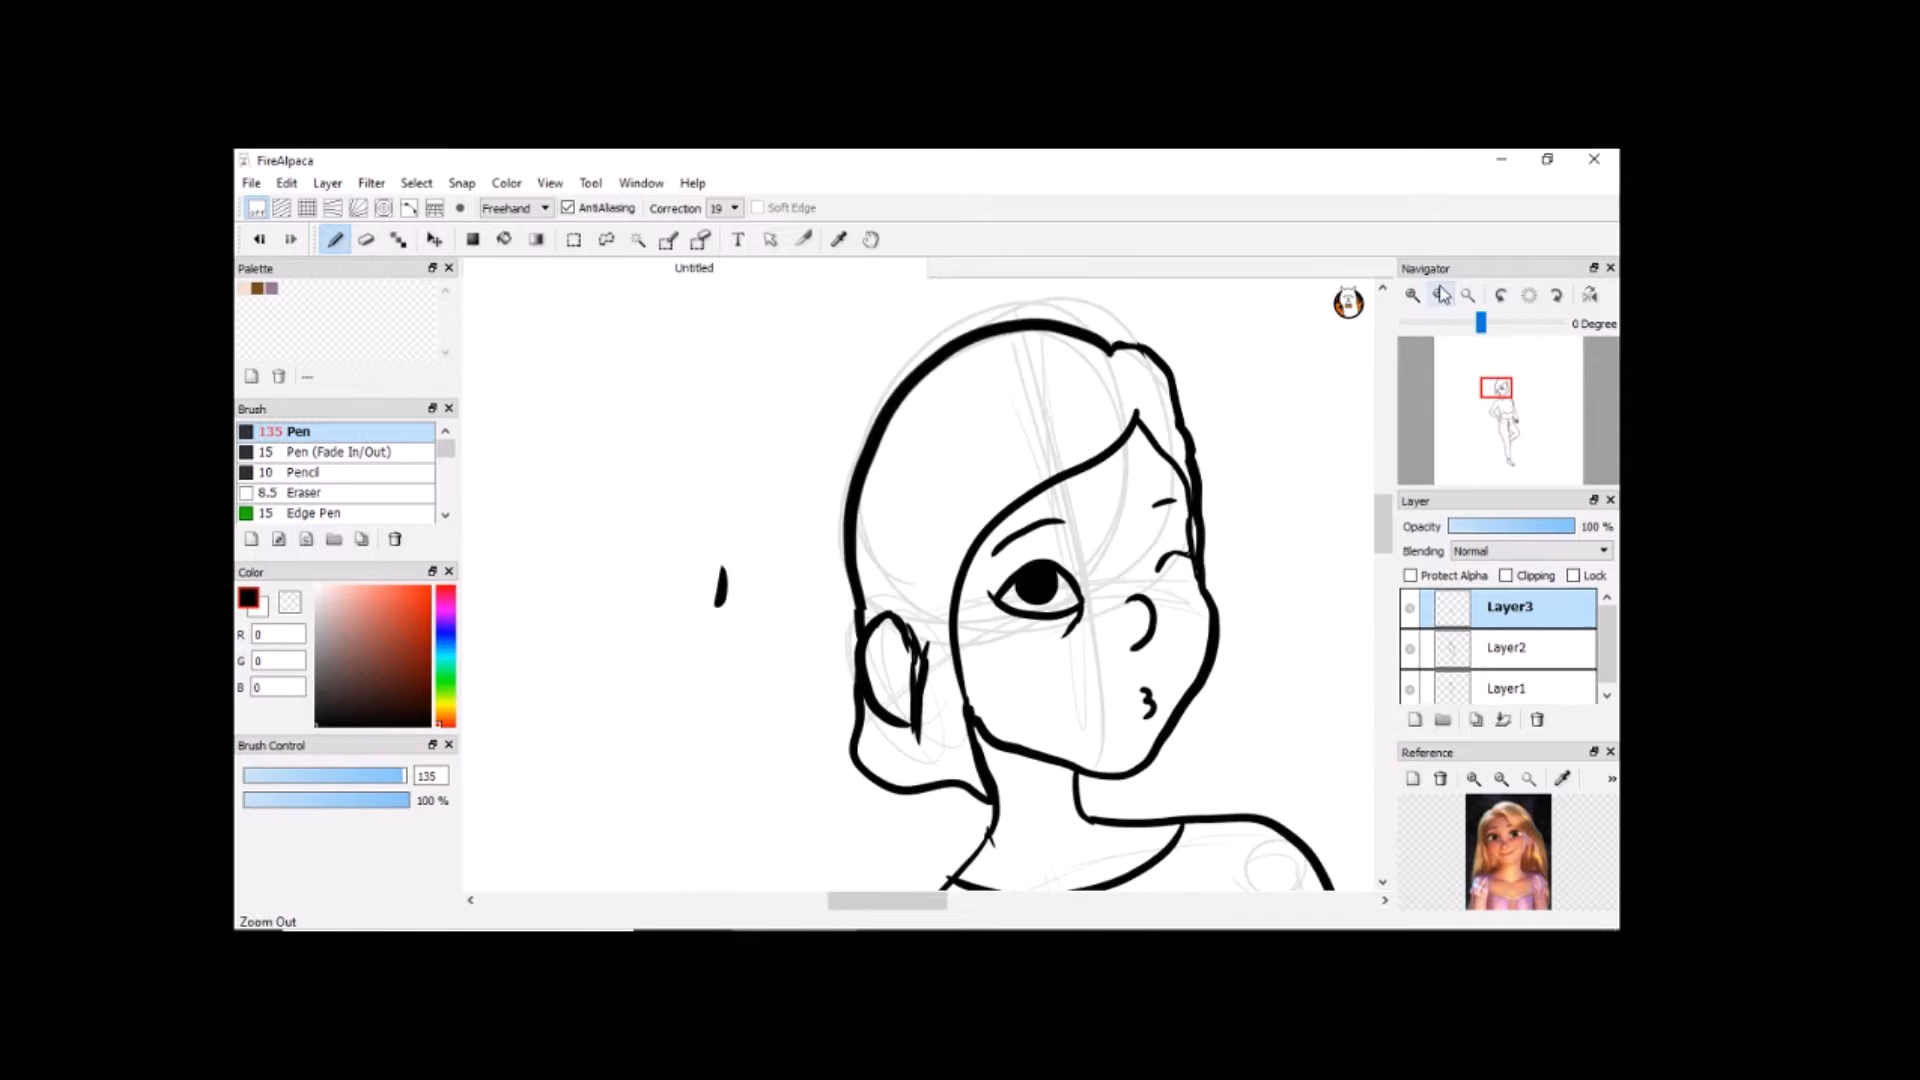 FireAlpaca
File Edit Layer Filter Select Snap Color View Tool Window Help
off Freehand AntiAliasing Correction 19 Soft Edge
T
Palette
Untitled
Navigator
0 Degree
---
Brush
135 Pen
15 Pen (Fade In/Out)
10 Pencil
8.5 Eraser
15 Edge Pen
Layer
Opacity 100 %
Blending Normal
Protect Alpha Clipping Lock
Layer3
Layer2
Layer1
Color
R 0
G 0
B 0
Brush Control
135
100 %
Reference
Zoom Out